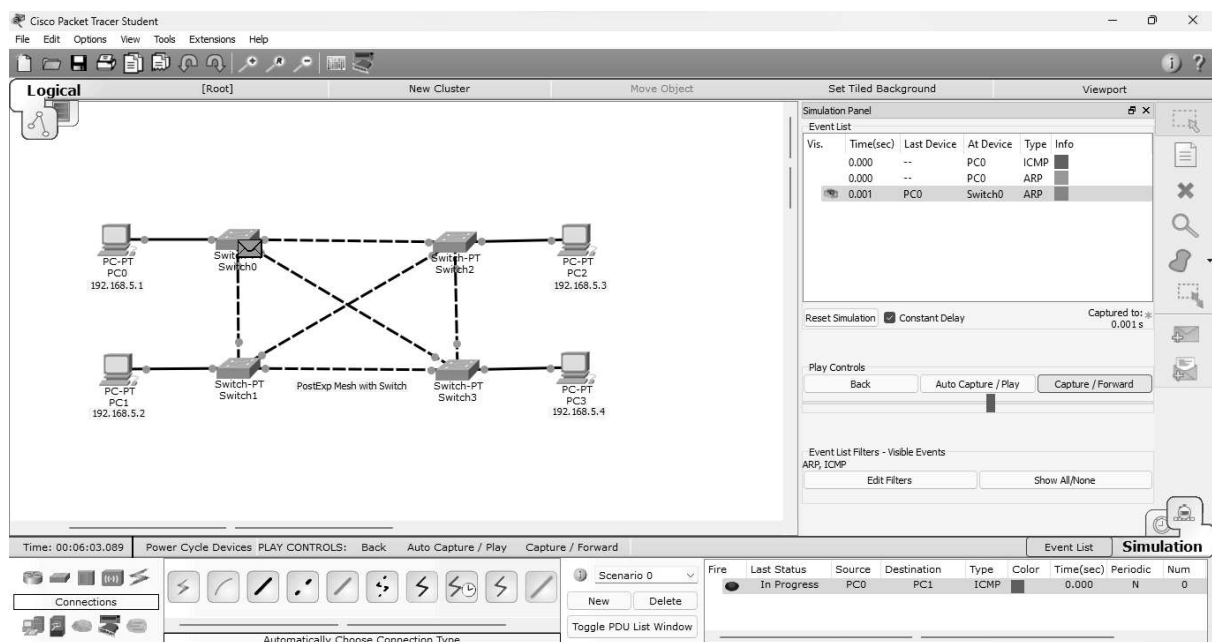 Cisco Packet Tracer Student
File Edit Options View Tools Extensions Help
Logical [Root] New Cluster Move Object Set Tiled Background Viewport
Simulation Panel
Event List
Vis. Time(sec) Last Device At Device Type Info
0.000 -- PC0 ICMP
0.000 -- PC0 ARP
0.001 PC0 Switch0 ARP
PC-PT
PC0
192.168.5.1
Switch0
Switch-PT
Switch2
PC-PT
PC2
192.168.5.3
Reset Simulation Constant Delay
Captured to:
0.001 s
Play Controls
Back Auto Capture / Play Capture / Forward
PC-PT
PC1
192.168.5.2
Switch-PT
Switch1
PostExp Mesh with Switch
Switch-PT
Switch3
PC-PT
PC3
192.168.5.4
Event List Filters - Visible Events
ARP, ICMP
Edit Filters Show All/None
Time: 00:06:03.089 Power Cycle Devices PLAY CONTROLS: Back Auto Capture / Play Capture / Forward Event List Simulation
Connections
Automatically Choose Connection Type
Scenario 0
New Delete
Toggle PDU List Window
Fire Last Status Source Destination Type Color Time(sec) Periodic Num
In Progress PC0 PC1 ICMP 0.000 N 0